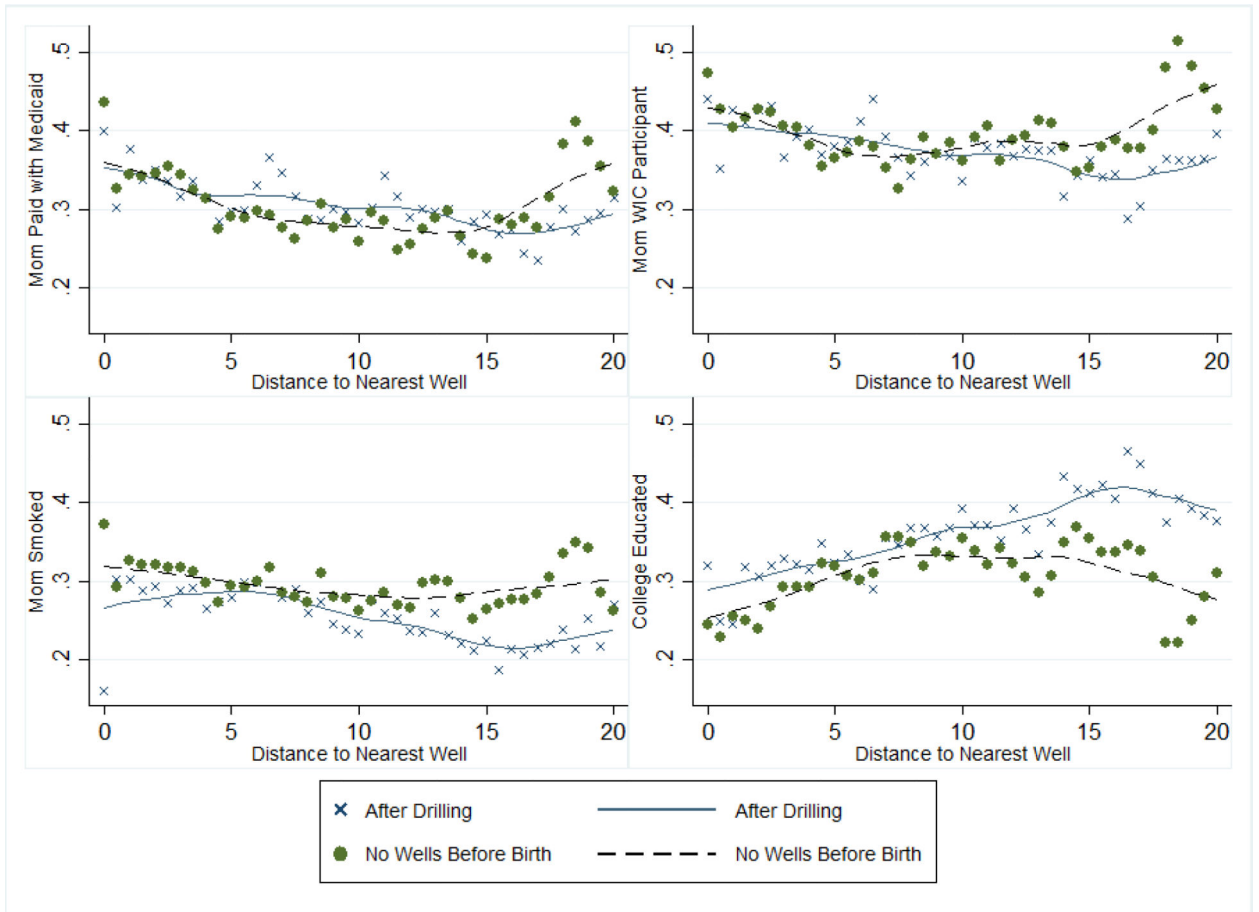 Mom Paid with Medicaid
.5
.4
.3
.2
0 5 10 15 20
Distance to Nearest Well
Mom WIC Participant
.5
.4
.3
.2
0 5 10 15 20
Distance to Nearest Well
Mom Smoked
.5
.4
.3
.2
0 5 10 15 20
Distance to Nearest Well
College Educated
.5
.4
.3
.2
0 5 10 15 20
Distance to Nearest Well
After Drilling After Drilling
No Wells Before Birth No Wells Before Birth